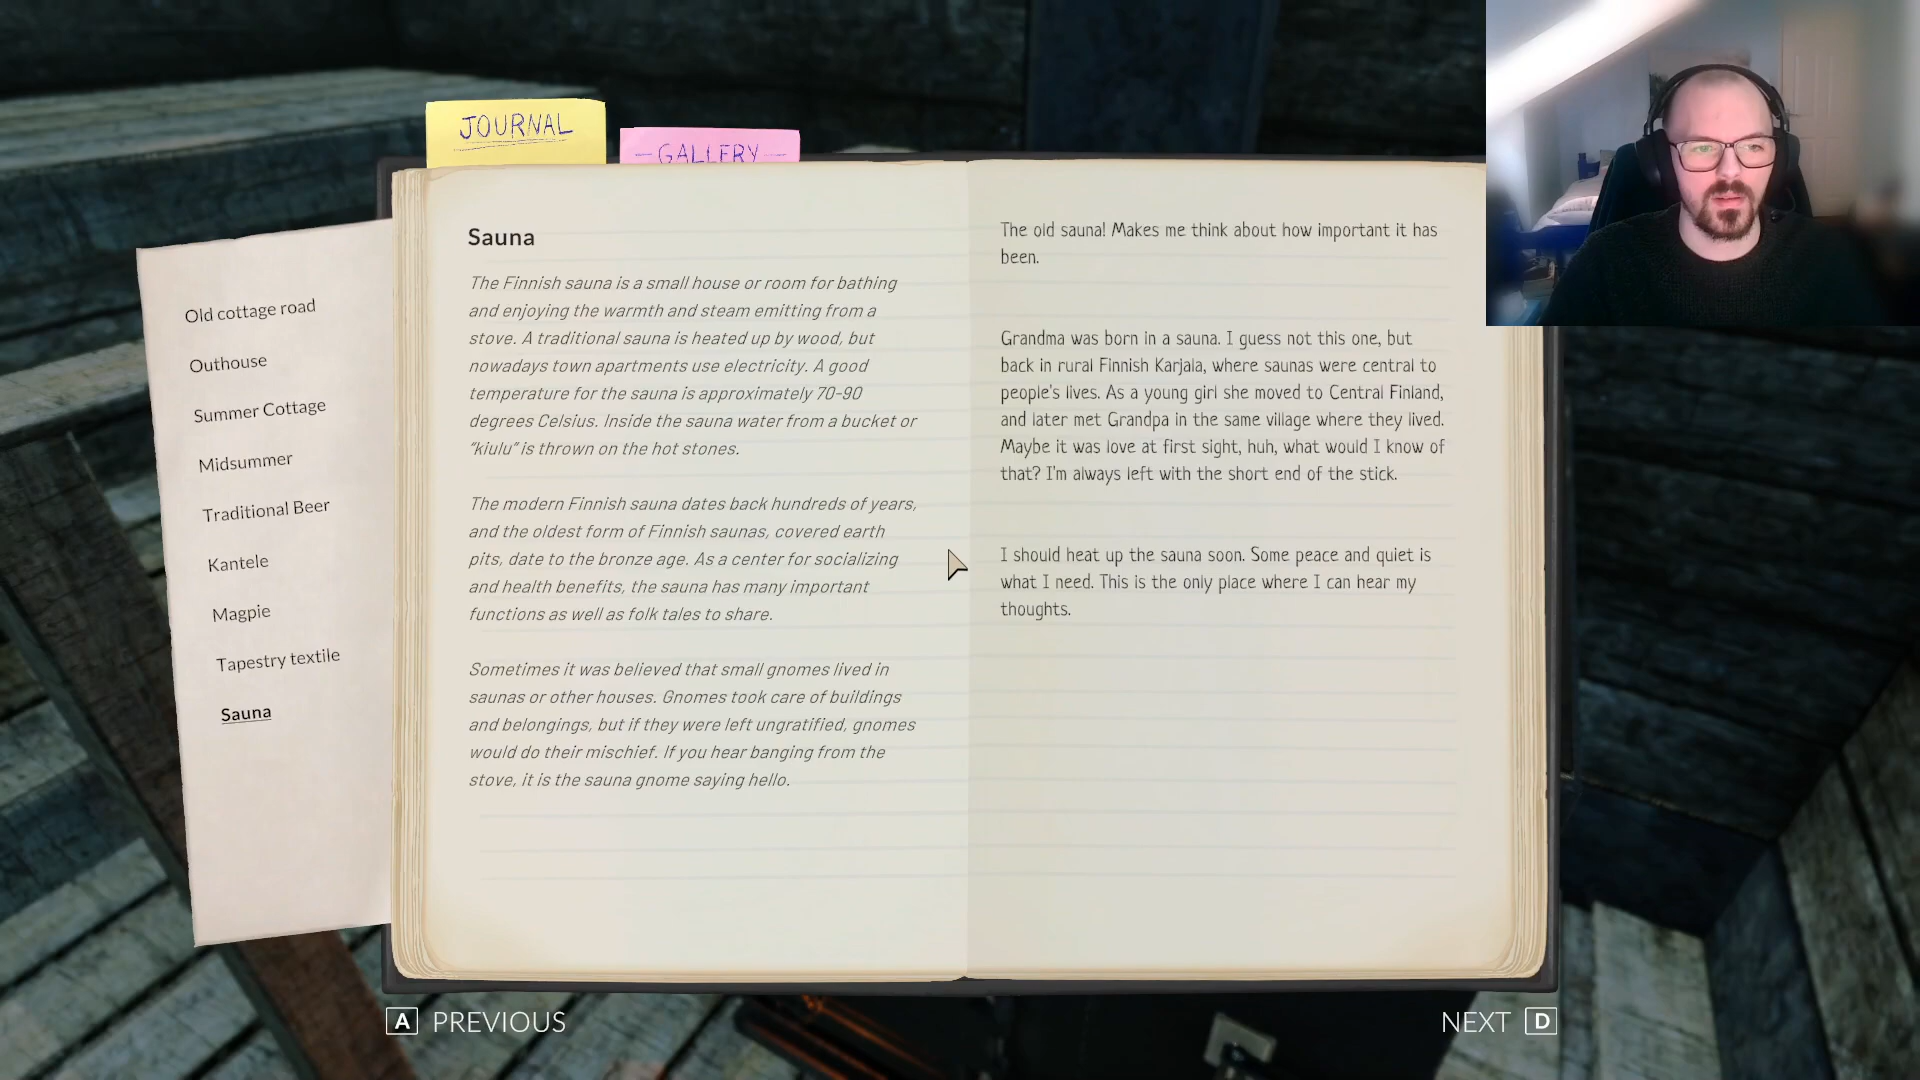 JOURNAL
- GALLERY -
Old cottage road
Outhouse
Summer Cottage
Midsummer
Traditional Beer
Kantele
Magpie
Tapestry textile
Sauna
Sauna
The Finnish sauna is a small house or room for bathing
and enjoying the warmth and steam emitting from a
stove. A traditional sauna is heated up by wood, but
nowadays town apartments use electricity. A good
temperature for the sauna is approximately 70-90
degrees Celsius. Inside the sauna water from a bucket or
“kiulu” is thrown on the hot stones.
The modern Finnish sauna dates back hundreds of years,
and the oldest form of Finnish saunas, covered earth
pits, date to the bronze age. As a center for socializing
and health benefits, the sauna has many important
functions as well as folk tales to share.
Sometimes it was believed that small gnomes lived in
saunas or other houses. Gnomes took care of buildings
and belongings, but if they were left ungratified, gnomes
would do their mischief. If you hear banging from the
stove, it is the sauna gnome saying hello.
The old sauna! Makes me think about how important it has
been.
Grandma was born in a sauna. I guess not this one, but
back in rural Finnish Karjala, where saunas were central to
people's lives. As a young girl she moved to Central Finland,
and later met Grandpa in the same village where they lived.
Maybe it was love at first sight, huh, what would I know of
that? I'm always left with the short end of the stick.
I should heat up the sauna soon. Some peace and quiet is
what I need. This is the only place where I can hear my
thoughts.
A PREVIOUS
NEXT D